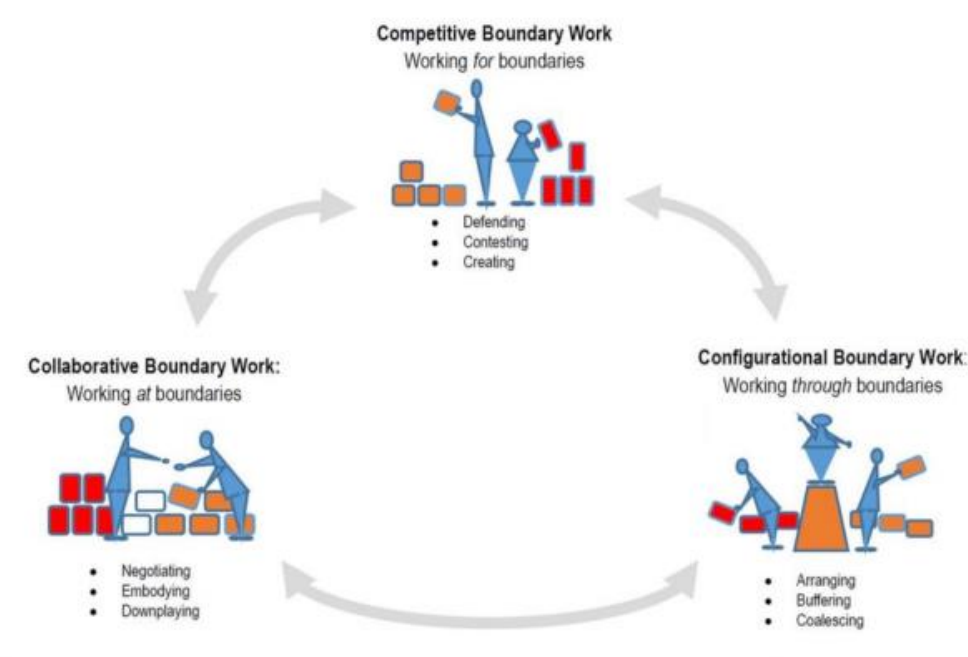 Competitive Boundary Work
Working for boundaries
• Defending
• Contesting
• Creating
Collaborative Boundary Work:
Working at boundaries
• Negotiating
• Embodying
• Downplaying
Configurational Boundary Work:
Working through boundaries
• Arranging
• Buffering
• Coalescing